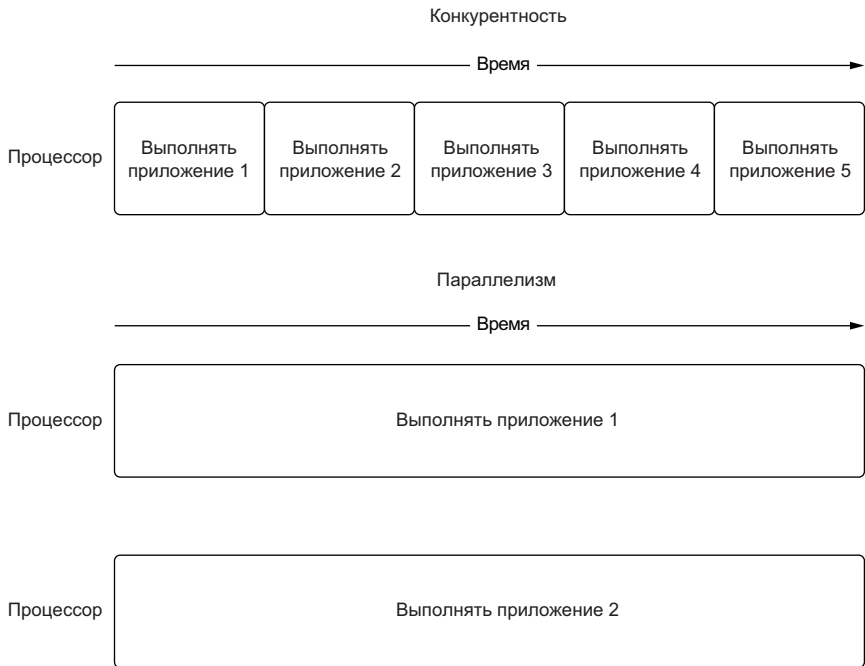 Конкурентность
Время
Процессор
Выполнять
приложение 1
Выполнять
приложение 2
Выполнять
приложение 3
Выполнять
приложение 4
Выполнять
приложение 5
Параллелизм
Время
Процессор
Выполнять приложение 1
Процессор
Выполнять приложение 2